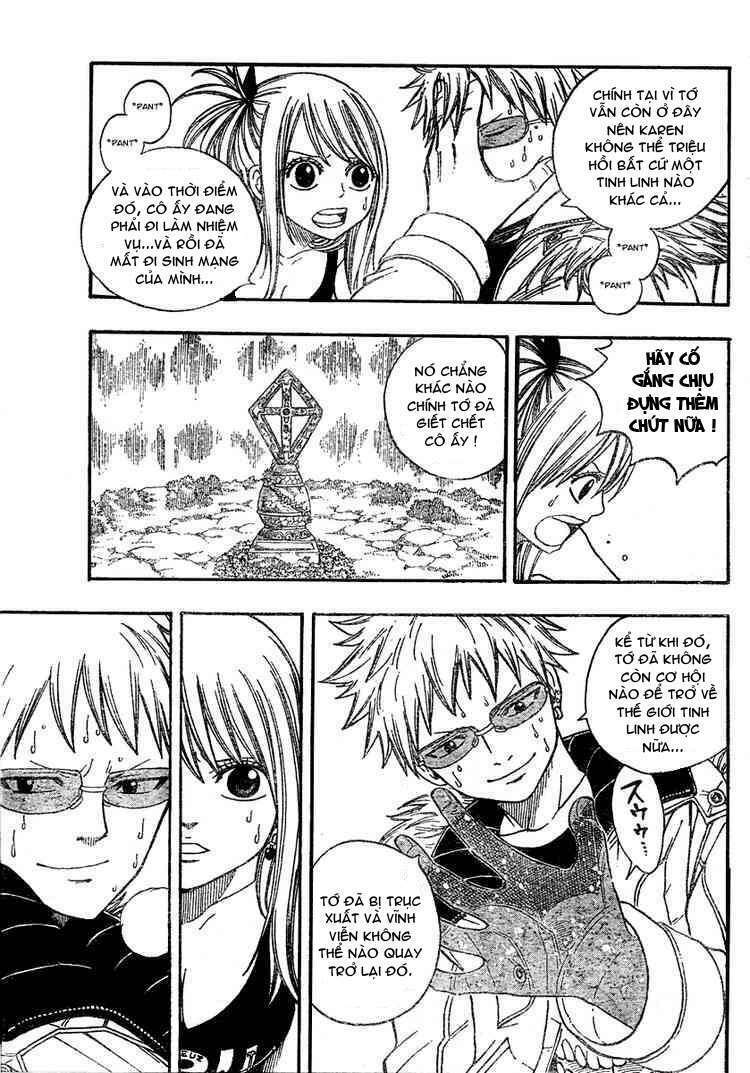 CHÍNH TẠI VÌ TỚ
VẪN CÒN Ở ĐÂY
NÊN KAREN
KHÔNG THỂ TRIỆU
HỒI BẤT CỨ MỘT
TINH LINH NÀO
KHÁC CẢ...
*PANT*
*PANT*
*PANT*
*PANT*
VÀ VÀO THỜI ĐIỂM
ĐÓ, CÔ ẤY ĐANG
PHẢI ĐI LÀM NHIỆM
VỤ...VÀ RỒI ĐÃ
MẤT ĐI SINH MẠNG
CỦA MÌNH...
HÃY CỐ
GẮNG CHỊU
ĐỰNG THÊM
CHÚT NỮA !
NÓ CHẲNG
KHÁC NÀO
CHÍNH TỚ ĐÃ
GIẾT CHẾT
CÔ ẤY !
KỂ TỪ KHI ĐÓ,
TỚ ĐÃ KHÔNG
CÒN CƠ HỘI
NÀO ĐỂ TRỞ VỀ
THẾ GIỚI TINH
LINH ĐƯỢC
NỮA...
スゥゥ...
TỚ ĐÃ BỊ TRỤC
XUẤT VÀ VĨNH
VIỄN KHÔNG
THỂ NÀO QUAY
TRỞ LẠI ĐÓ.